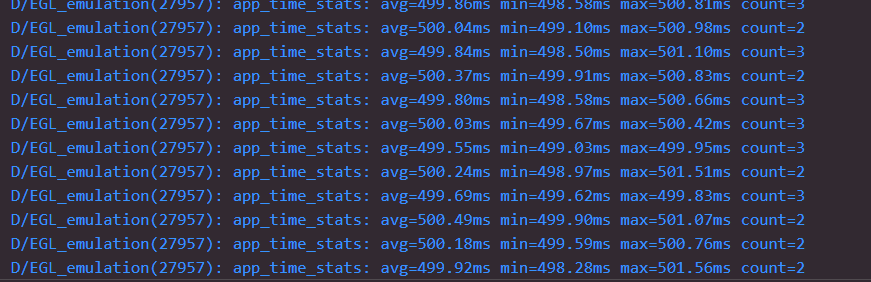 D/EGL_emulation(27957): app_time_stats: avg=499.86ms min=498.58ms max=500.81ms count=3
D/EGL_emulation(27957): app_time_stats: avg=500.04ms min=499.10ms max=500.98ms count=2
D/EGL_emulation(27957): app_time_stats: avg=499.84ms min=498.50ms max=501.10ms count=3
D/EGL_emulation(27957): app_time_stats: avg=500.37ms min=499.91ms max=500.83ms count=2
D/EGL_emulation(27957): app_time_stats: avg=499.80ms min=498.58ms max=500.66ms count=3
D/EGL_emulation(27957): app_time_stats: avg=500.03ms min=499.67ms max=500.42ms count=3
D/EGL_emulation(27957): app_time_stats: avg=499.55ms min=499.03ms max=499.95ms count=3
D/EGL_emulation(27957): app_time_stats: avg=500.24ms min=498.97ms max=501.51ms count=2
D/EGL_emulation(27957): app_time_stats: avg=499.69ms min=499.62ms max=499.83ms count=3
D/EGL_emulation(27957): app_time_stats: avg=500.49ms min=499.90ms max=501.07ms count=2
D/EGL_emulation(27957): app_time_stats: avg=500.18ms min=499.59ms max=500.76ms count=2
D/EGL_emulation(27957): app_time_stats: avg=499.92ms min=498.28ms max=501.56ms count=2